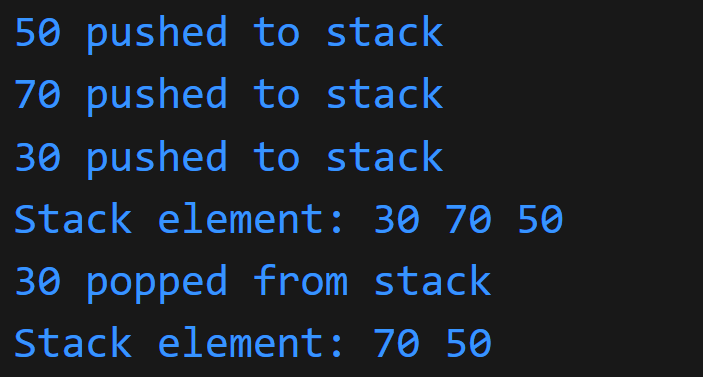 50 pushed to stack
70 pushed to stack
30 pushed to stack
Stack element: 30 70 50
30 popped from stack
Stack element: 70 50